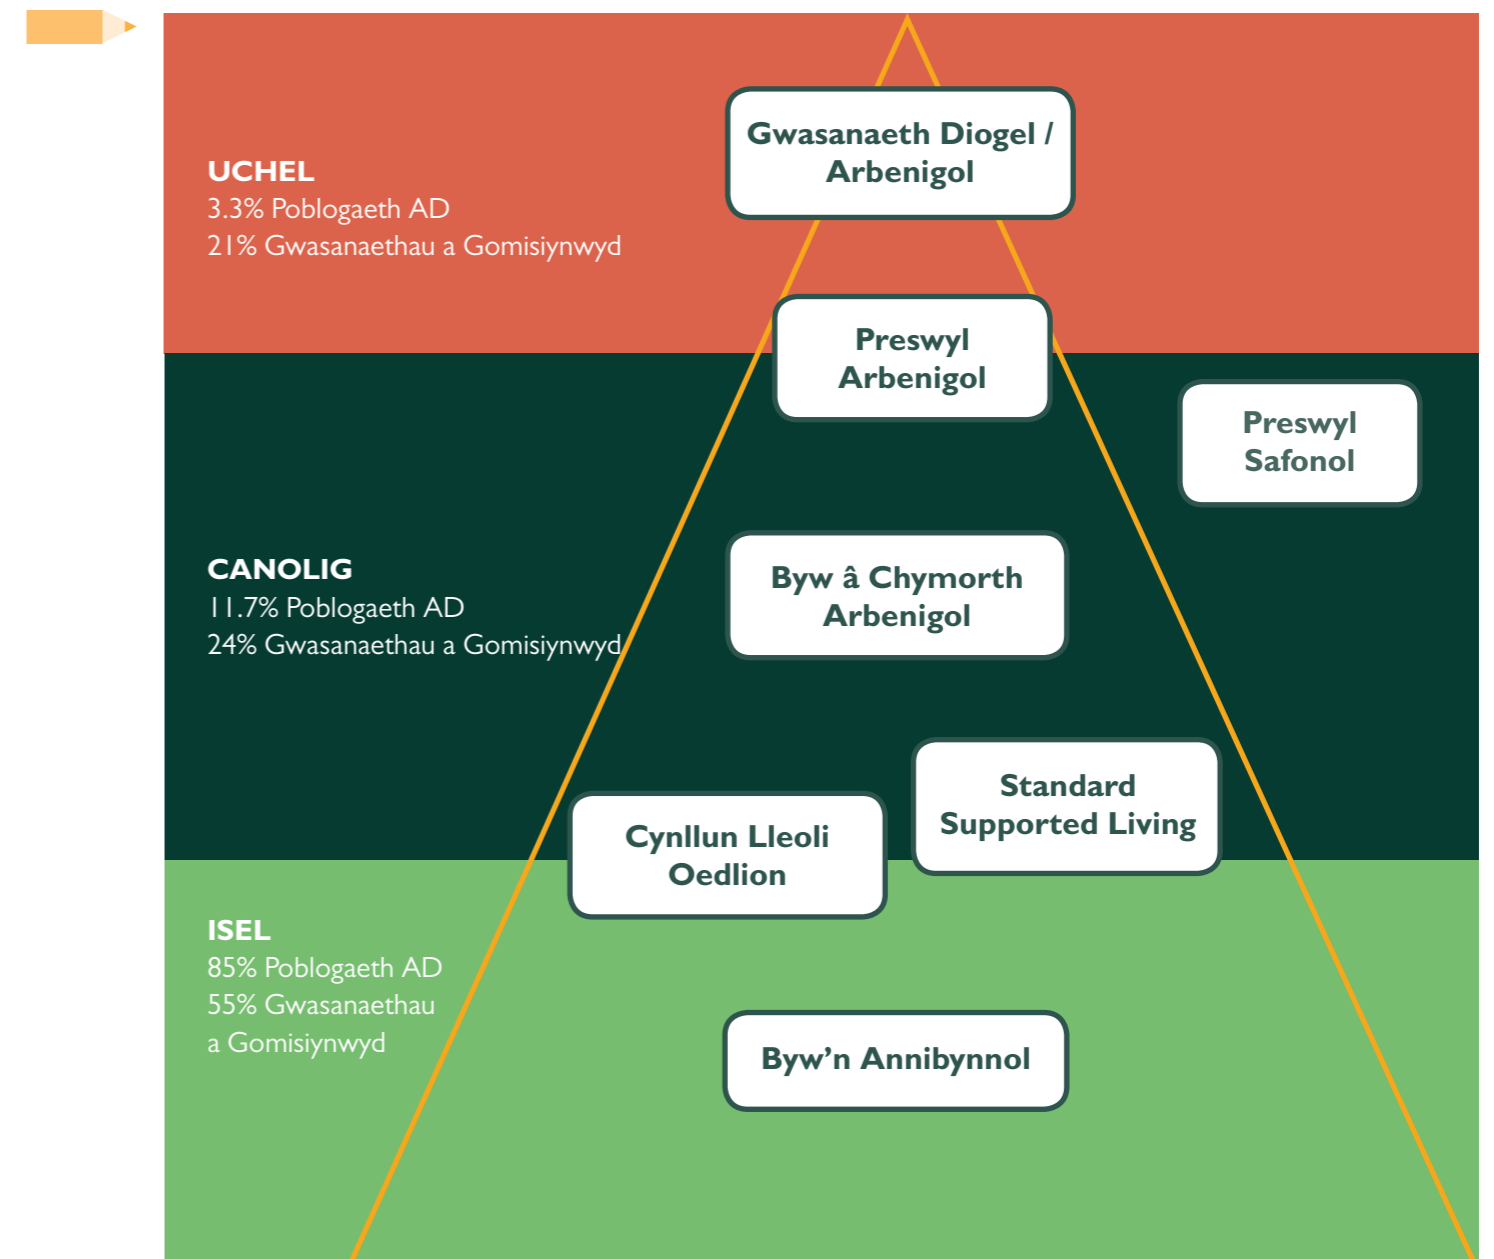 Gwasanaeth Diogel /
Arbenigol
UCHEL
3.3% Poblogaeth AD
21% Gwasanaethau a Gomisiynwyd
Preswyl
Arbenigol
Preswyl
Safonol
CANOLIG
11.7% Poblogaeth AD
24% Gwasanaethau a Gomisiynwyd
Byw â Chymorth
Arbenigol
Standard
Supported Living
Cynllun Lleoli
Oedlion
ISEL
85% Poblogaeth AD
55% Gwasanaethau
a Gomisiynwyd
Byw’n Annibynnol